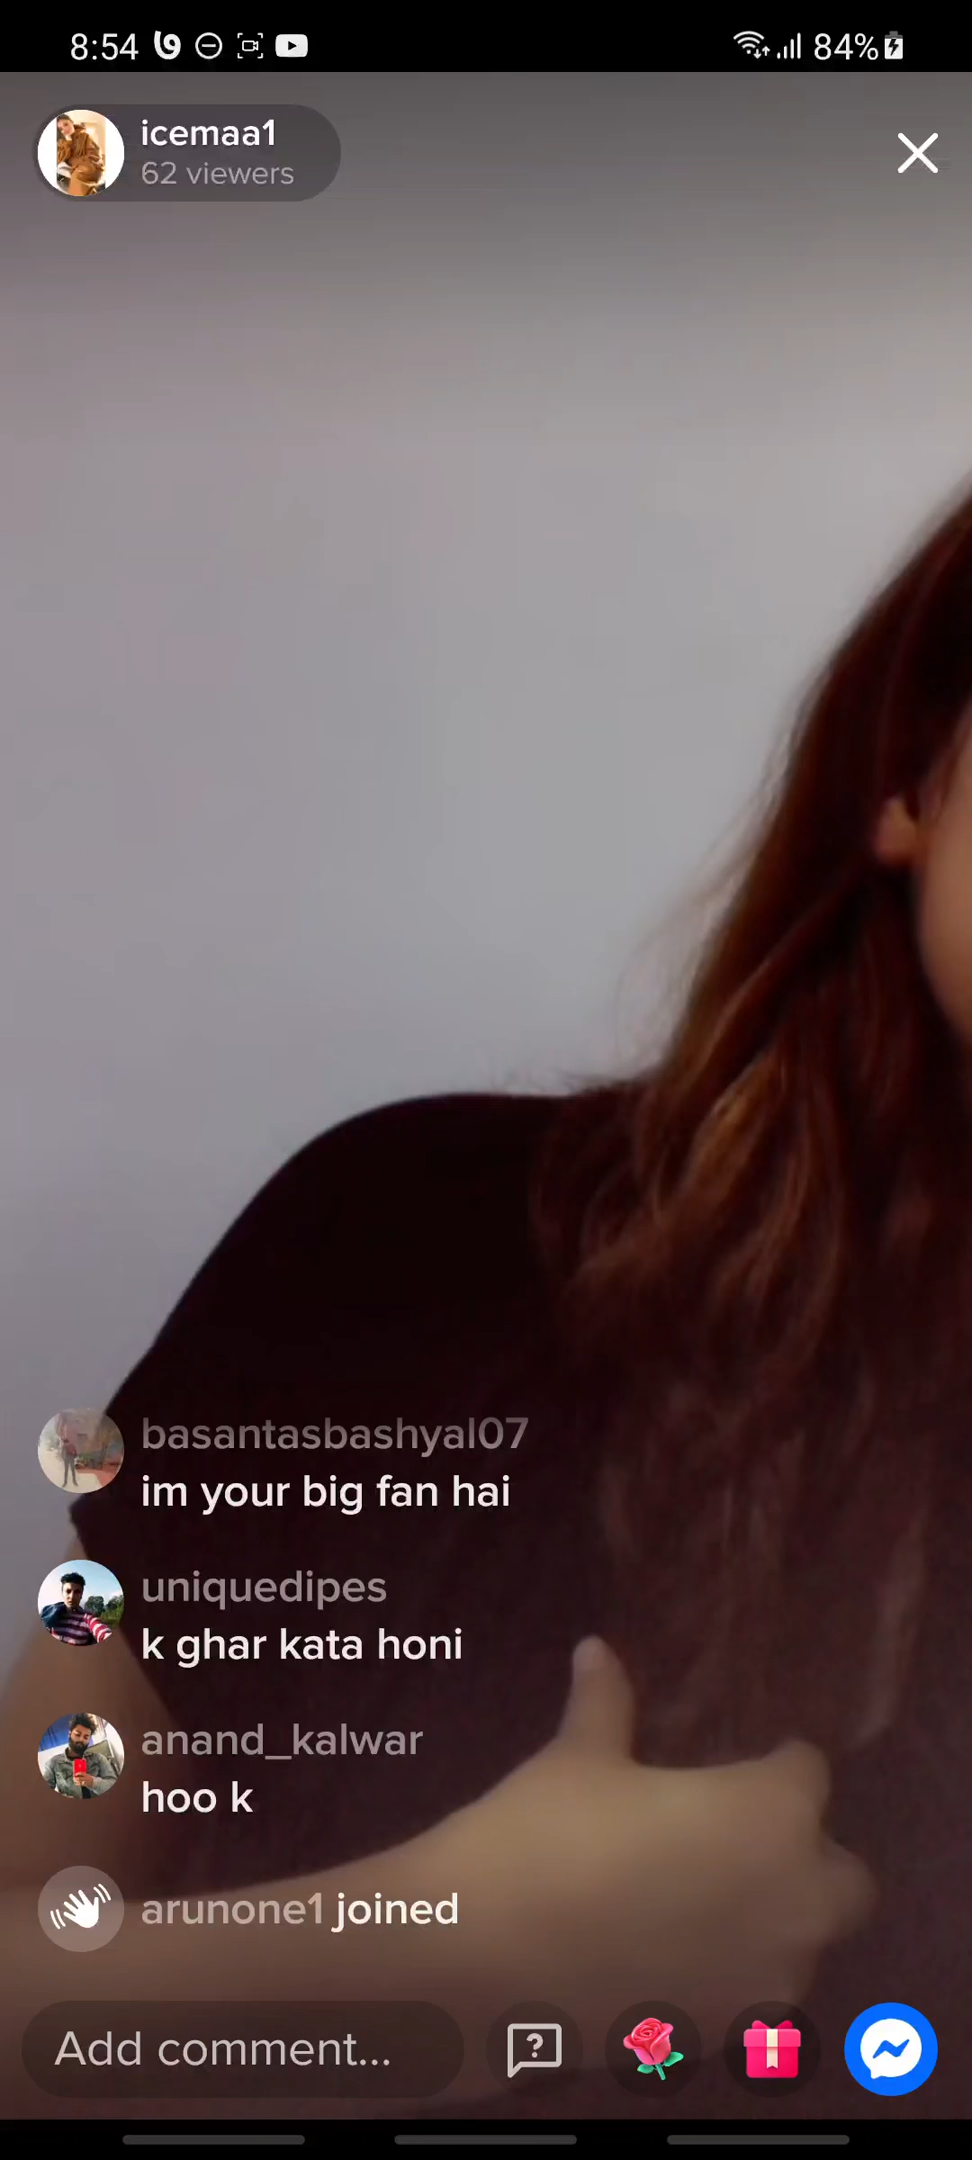 8:54
84%
icemaa1
62 viewers
basantasbashyal07
im your big fan hai
uniquedipes
k ghar kata honi
anand_kalwar
hoo k
arunone1 joined
Add comment...